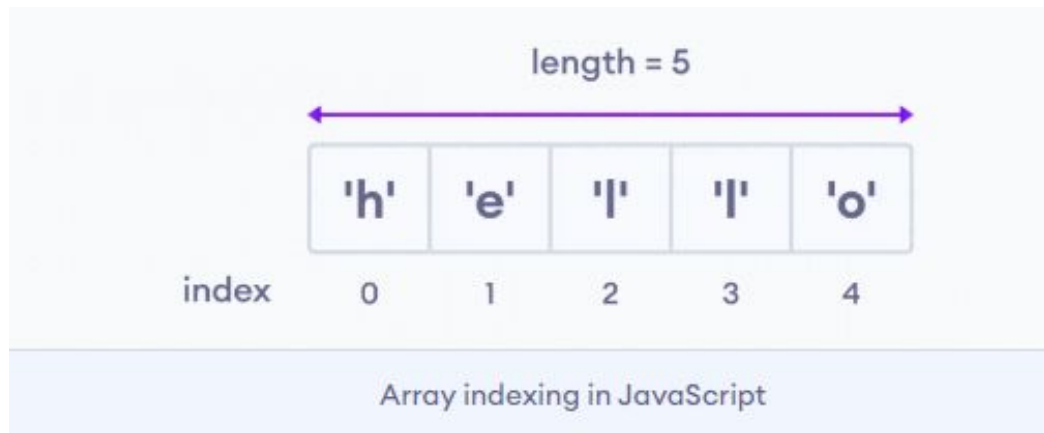 length = 5
'h' 'e' 'l' 'l' 'o'
index 0 1 2 3 4
Array indexing in JavaScript